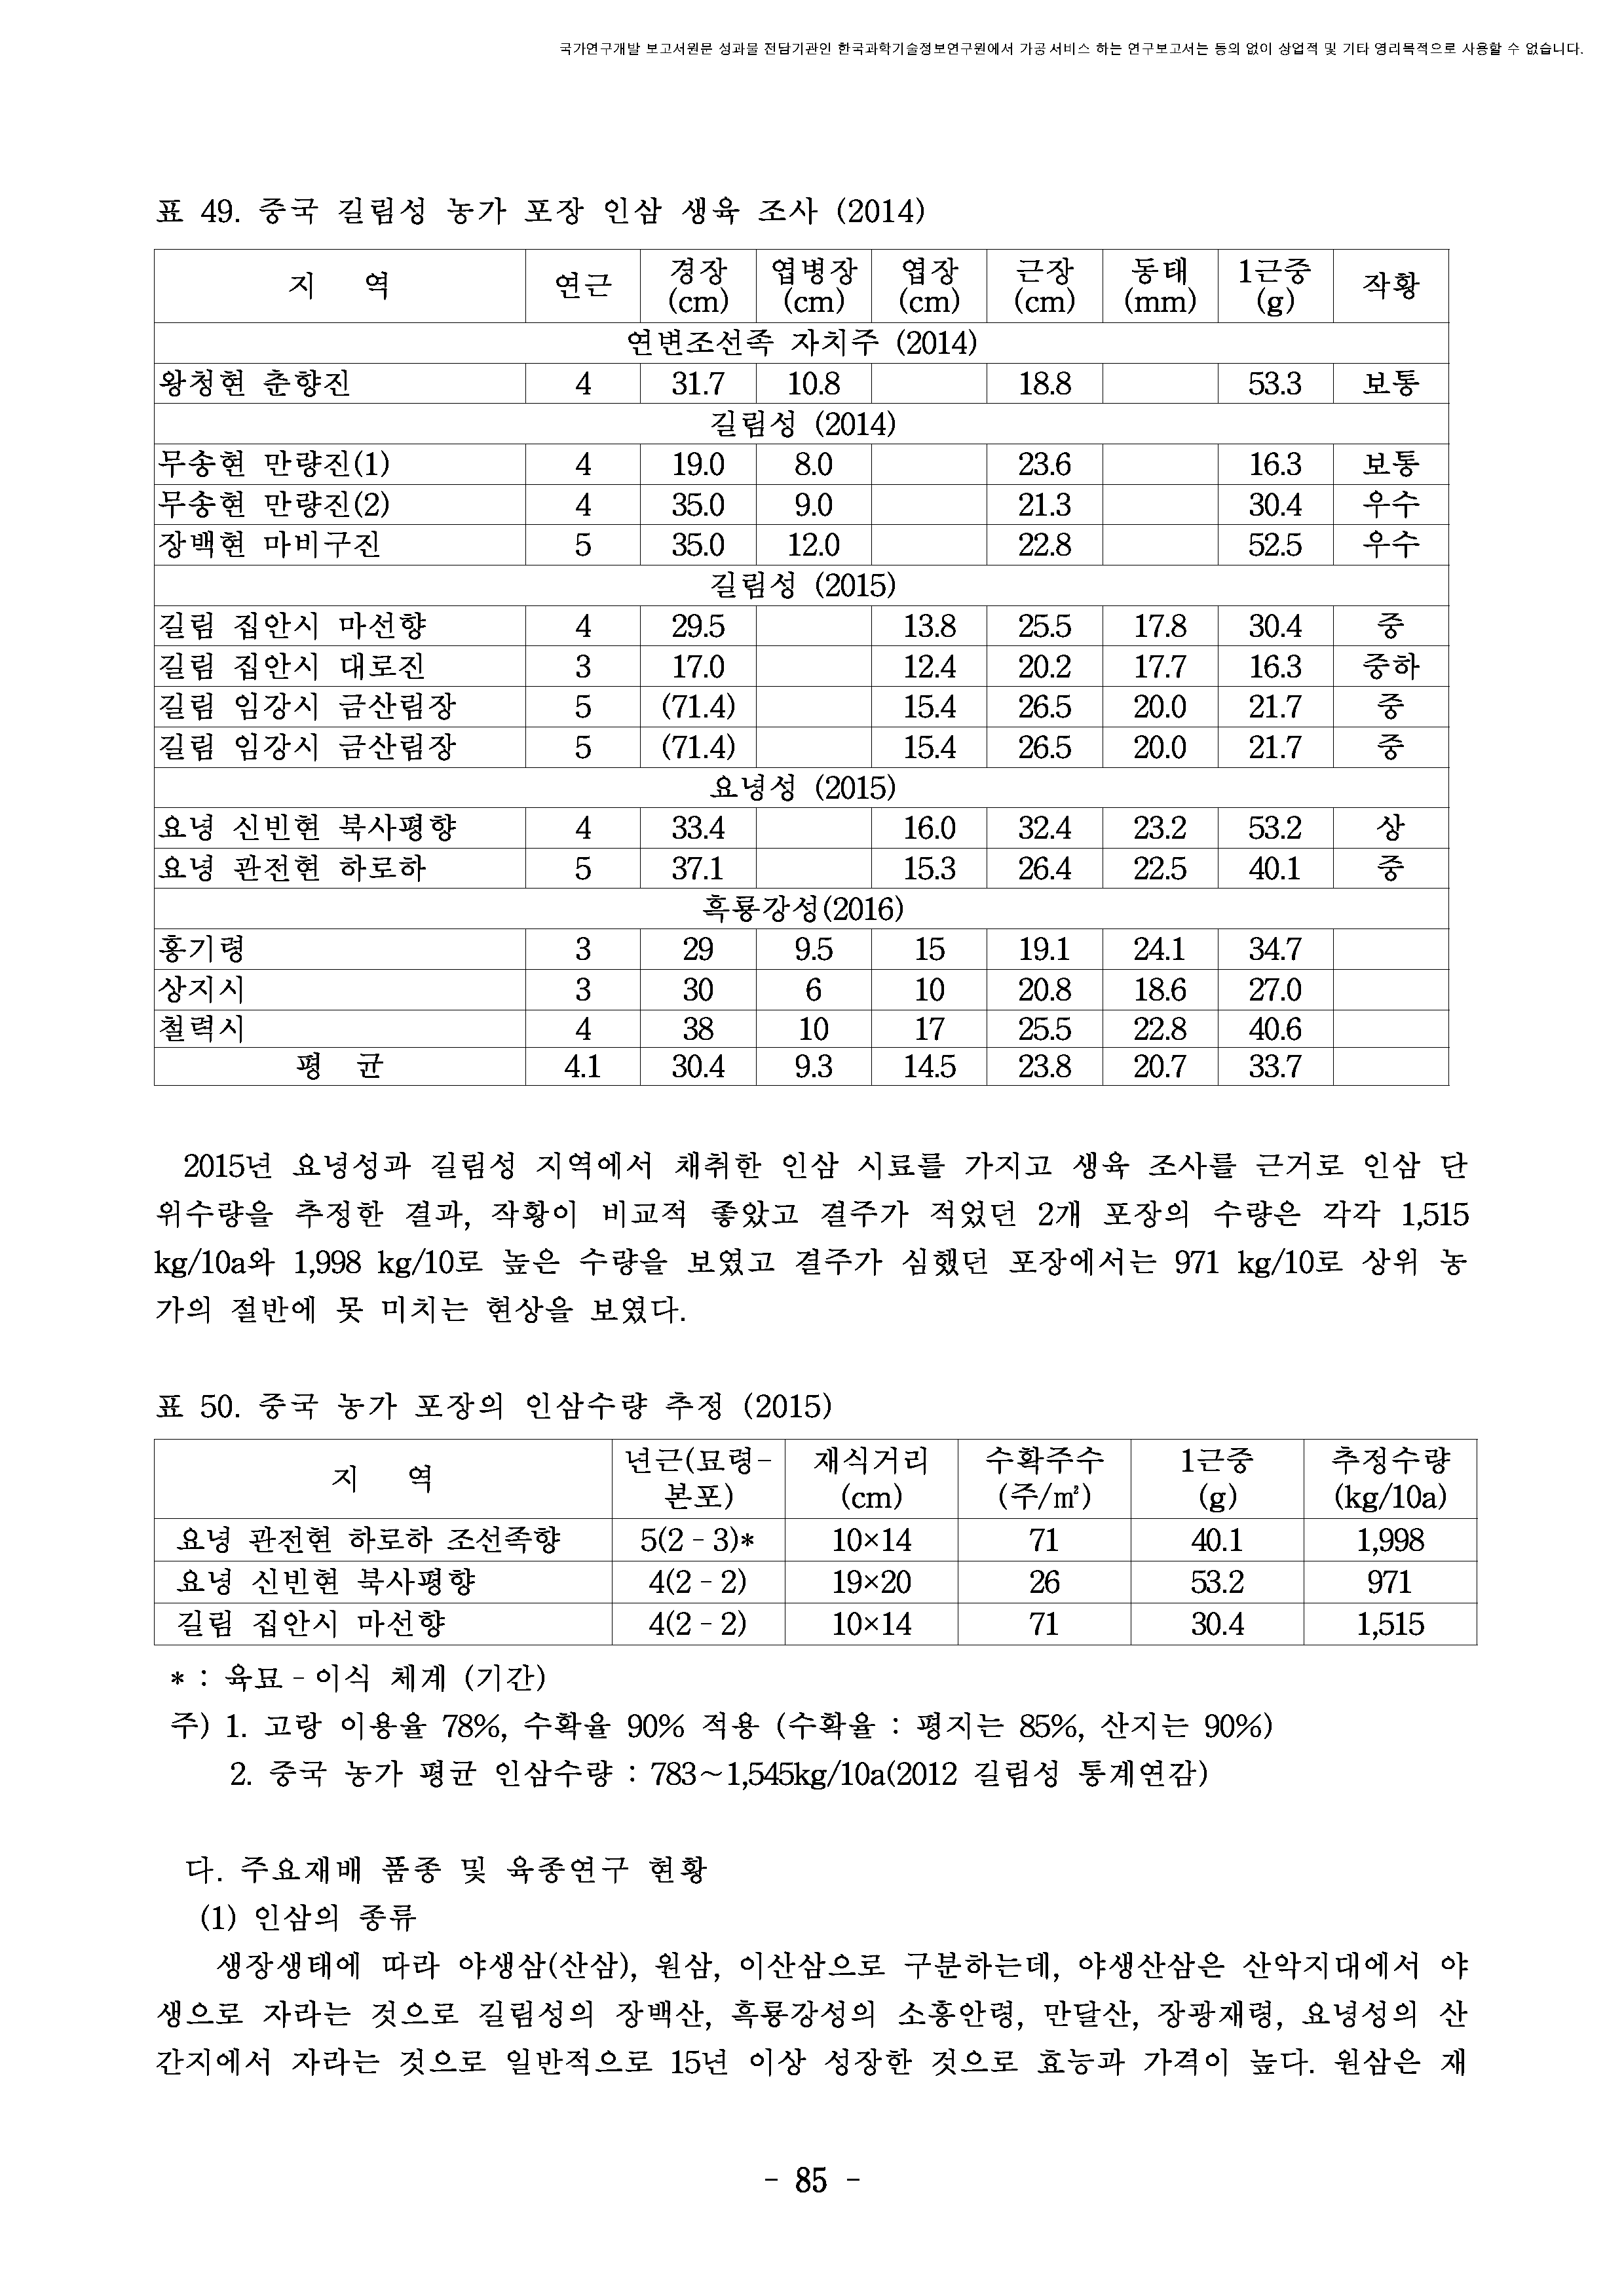 국가연구개발 보고서원문 성과물 전담기관인 한국과학기술정보연구원에서 가공·서비스 하는 연구보고서는 동의 없이 상업적 및 기타 영리목적으로 사용할 수 없습니다.
표 49. 중국 길림성 농가 포장 인삼 생육 조사 (2014)
지 역 연근 경장 (cm) 엽병장 (cm) 엽장 (cm) 근장 (cm) 동태 (mm) 1근중 (g) 작황
연변조선족 자치주 (2014)
왕청현 춘향진 4 31.7 10.8 18.8 53.3 보통
길림성 (2014)
무송현 만량진(1) 4 19.0 8.0 23.6 16.3 보통
무송현 만량진(2) 4 35.0 9.0 21.3 30.4 우수
장백현 마비구진 5 35.0 12.0 22.8 52.5 우수
길림성 (2015)
길림 집안시 마선향 4 29.5 13.8 25.5 17.8 30.4 중
길림 집안시 대로진 3 17.0 12.4 20.2 17.7 16.3 중하
길림 임강시 금산림장 5 (71.4) 15.4 26.5 20.0 21.7 중
길림 임강시 금산림장 5 (71.4) 15.4 26.5 20.0 21.7 중
요녕성 (2015)
요녕 신빈현 북사평향 4 33.4 16.0 32.4 23.2 53.2 상
요녕 관전현 하로하 5 37.1 15.3 26.4 22.5 40.1 중
흑룡강성(2016)
홍기령 3 29 9.5 15 19.1 24.1 34.7
상지시 3 30 6 10 20.8 18.6 27.0
철력시 4 38 10 17 25.5 22.8 40.6
평 균 4.1 30.4 9.3 14.5 23.8 20.7 33.7
2015년 요녕성과 길림성 지역에서 채취한 인삼 시료를 가지고 생육 조사를 근거로 인삼 단
위수량을 추정한 결과, 작황이 비교적 좋았고 결주가 적었던 2개 포장의 수량은 각각 1,515
kg/10a와 1,998 kg/10로 높은 수량을 보였고 결주가 심했던 포장에서는 971 kg/10로 상위 농
가의 절반에 못 미치는 현상을 보였다.
표 50. 중국 농가 포장의 인삼수량 추정 (2015)
지 역 년근(묘령-본포) 재식거리 (cm) 수확주수 (주/㎡) 1근중 (g) 추정수량 (kg/10a)
요녕 관전현 하로하 조선족향 5(2-3)* 10×14 71 40.1 1,998
요녕 신빈현 북사평향 4(2-2) 19×20 26 53.2 971
길림 집안시 마선향 4(2-2) 10×14 71 30.4 1,515
* : 육묘-이식 체계 (기간)
주) 1. 고랑 이용율 78%, 수확율 90% 적용 (수확율 : 평지는 85%, 산지는 90%)
2. 중국 농가 평균 인삼수량 : 783~1,545kg/10a(2012 길림성 통계연감)
다. 주요재배 품종 및 육종연구 현황
(1) 인삼의 종류
생장생태에 따라 야생삼(산삼), 원삼, 이산삼으로 구분하는데, 야생산삼은 산악지대에서 야
생으로 자라는 것으로 길림성의 장백산, 흑룡강성의 소흥안령, 만달산, 장광재령, 요녕성의 산
간지에서 자라는 것으로 일반적으로 15년 이상 성장한 것으로 효능과 가격이 높다. 원삼은 재
- 85 -